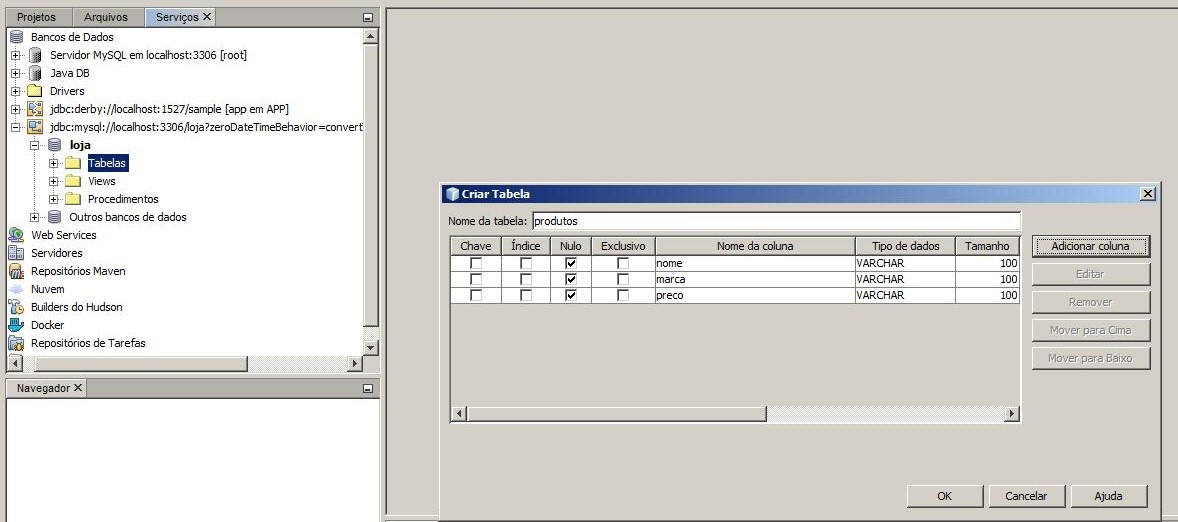 Projetos Arquivos Serviços
Bancos de Dados
Servidor MySQL em localhost:3306 [root]
Java DB
Drivers
jdbc:derby://localhost:1527/sample [app em APP]
jdbc:mysql://localhost:3306/loja?zeroDateTimeBehavior=convert
loja
Tabelas
Views
Procedimentos
Outros bancos de dados
Web Services
Servidores
Repositórios Maven
Nuvem
Builders do Hudson
Docker
Repositórios de Tarefas
Navegador
Criar Tabela
Nome da tabela: produtos
Chave Índice Nulo Exclusivo Nome da coluna Tipo de dados Tamanho
nome VARCHAR 100
marca VARCHAR 100
preco VARCHAR 100
Adicionar coluna
Editar
Remover
Mover para Cima
Mover para Baixo
OK Cancelar Ajuda